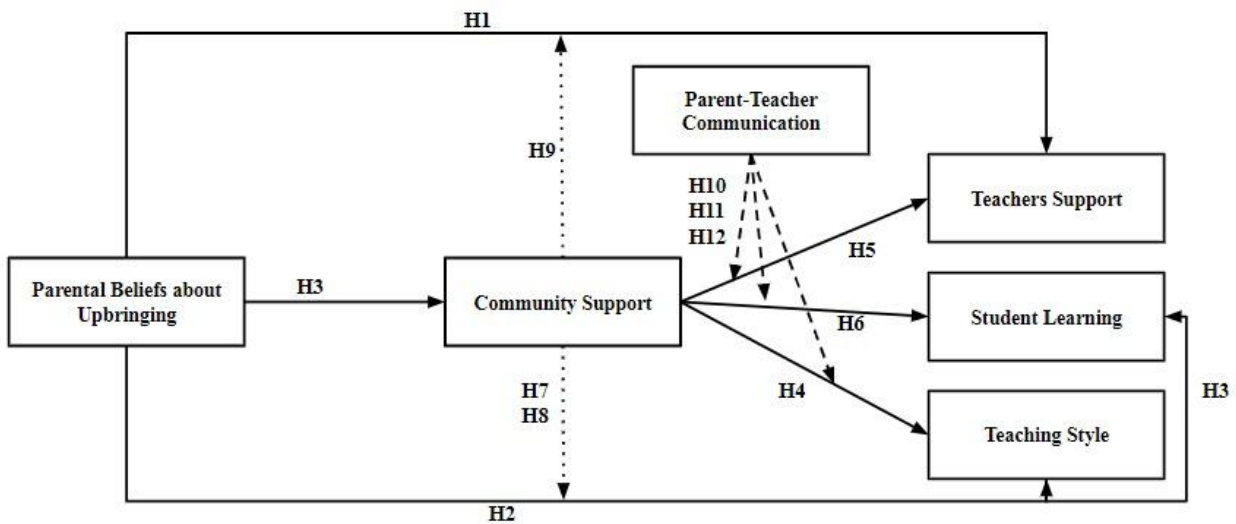 H1
Parent-Teacher
Communication
H9
H10
H11
H12
Teachers Support
H5
Parental Beliefs about
Upbringing
H3
Community Support
Student Learning
H6
H7
H8
H4
H3
Teaching Style
H2